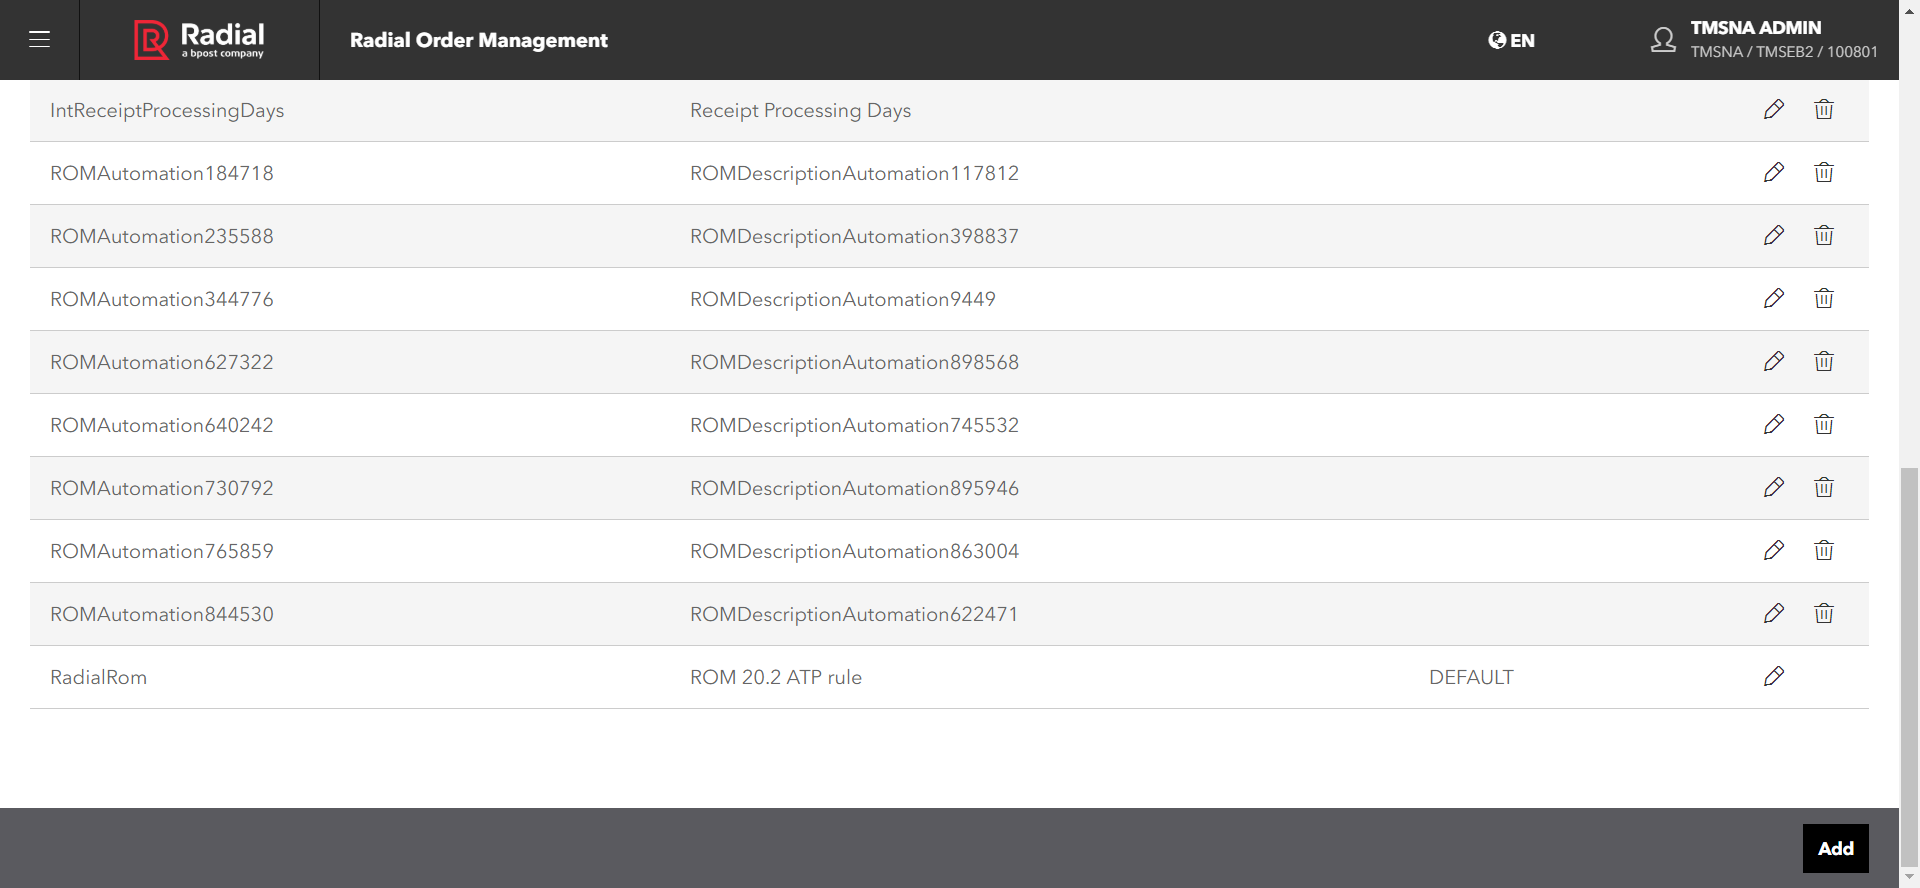 Radial
a bpost company
Radial Order Management
EN
TMSNA ADMIN
TMSNA / TMSEB2 / 100801
IntReceiptProcessingDays Receipt Processing Days
ROMAutomation184718 ROMDescriptionAutomation117812
ROMAutomation235588 ROMDescriptionAutomation398837
ROMAutomation344776 ROMDescriptionAutomation9449
ROMAutomation627322 ROMDescriptionAutomation898568
ROMAutomation640242 ROMDescriptionAutomation745532
ROMAutomation730792 ROMDescriptionAutomation895946
ROMAutomation765859 ROMDescriptionAutomation863004
ROMAutomation844530 ROMDescriptionAutomation622471
RadialRom ROM 20.2 ATP rule DEFAULT
Add